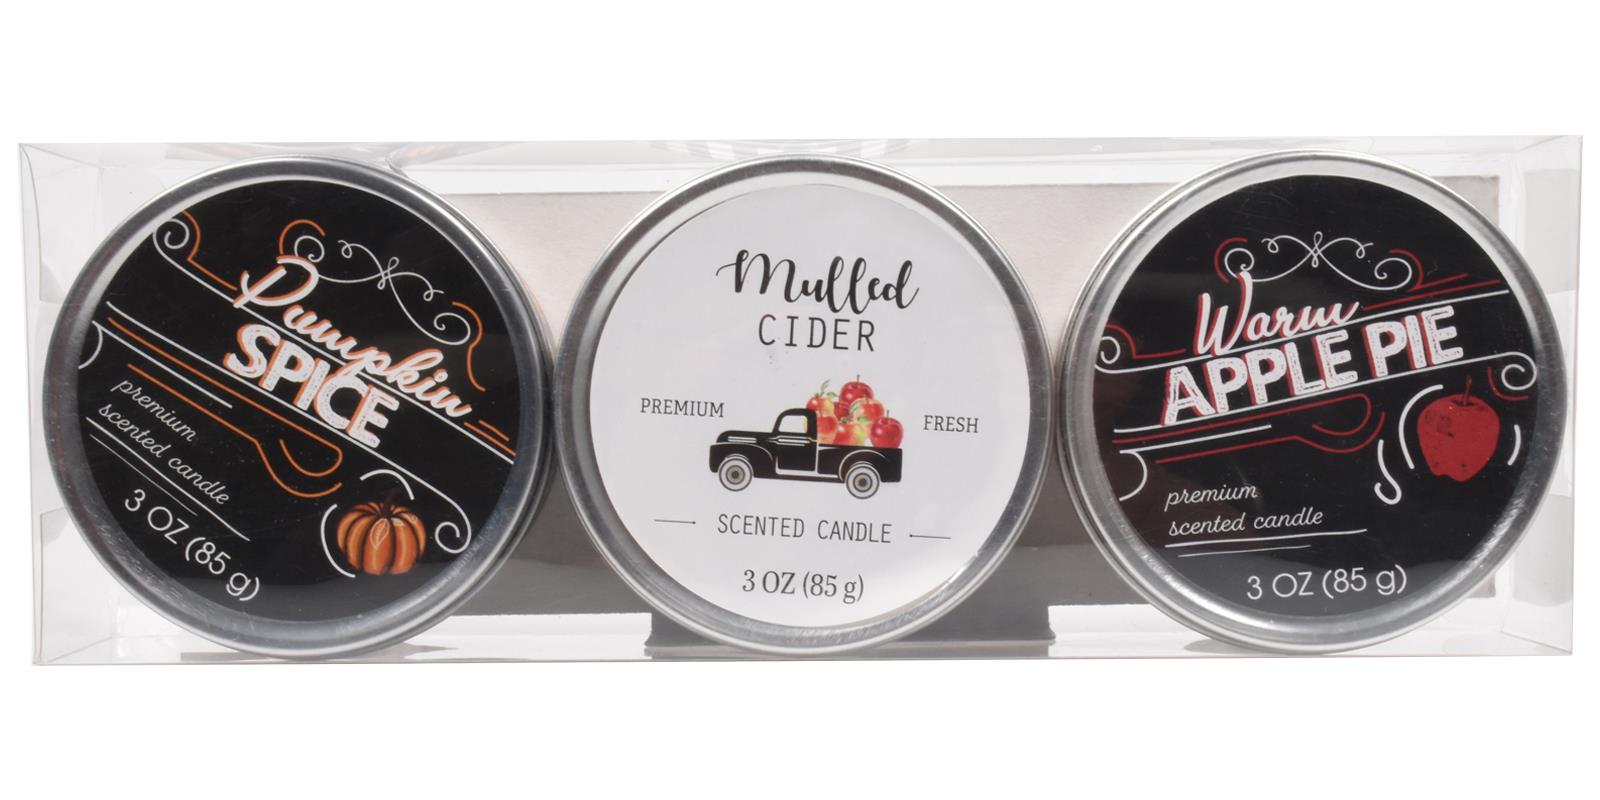 Pumpkin
SPICE
premium
scented candle
3 OZ (85 g)
Mulled
CIDER
PREMIUM
FRESH
SCENTED CANDLE
3 OZ (85 g)
Warm
APPLE PIE
premium
scented candle
3 OZ (85 g)